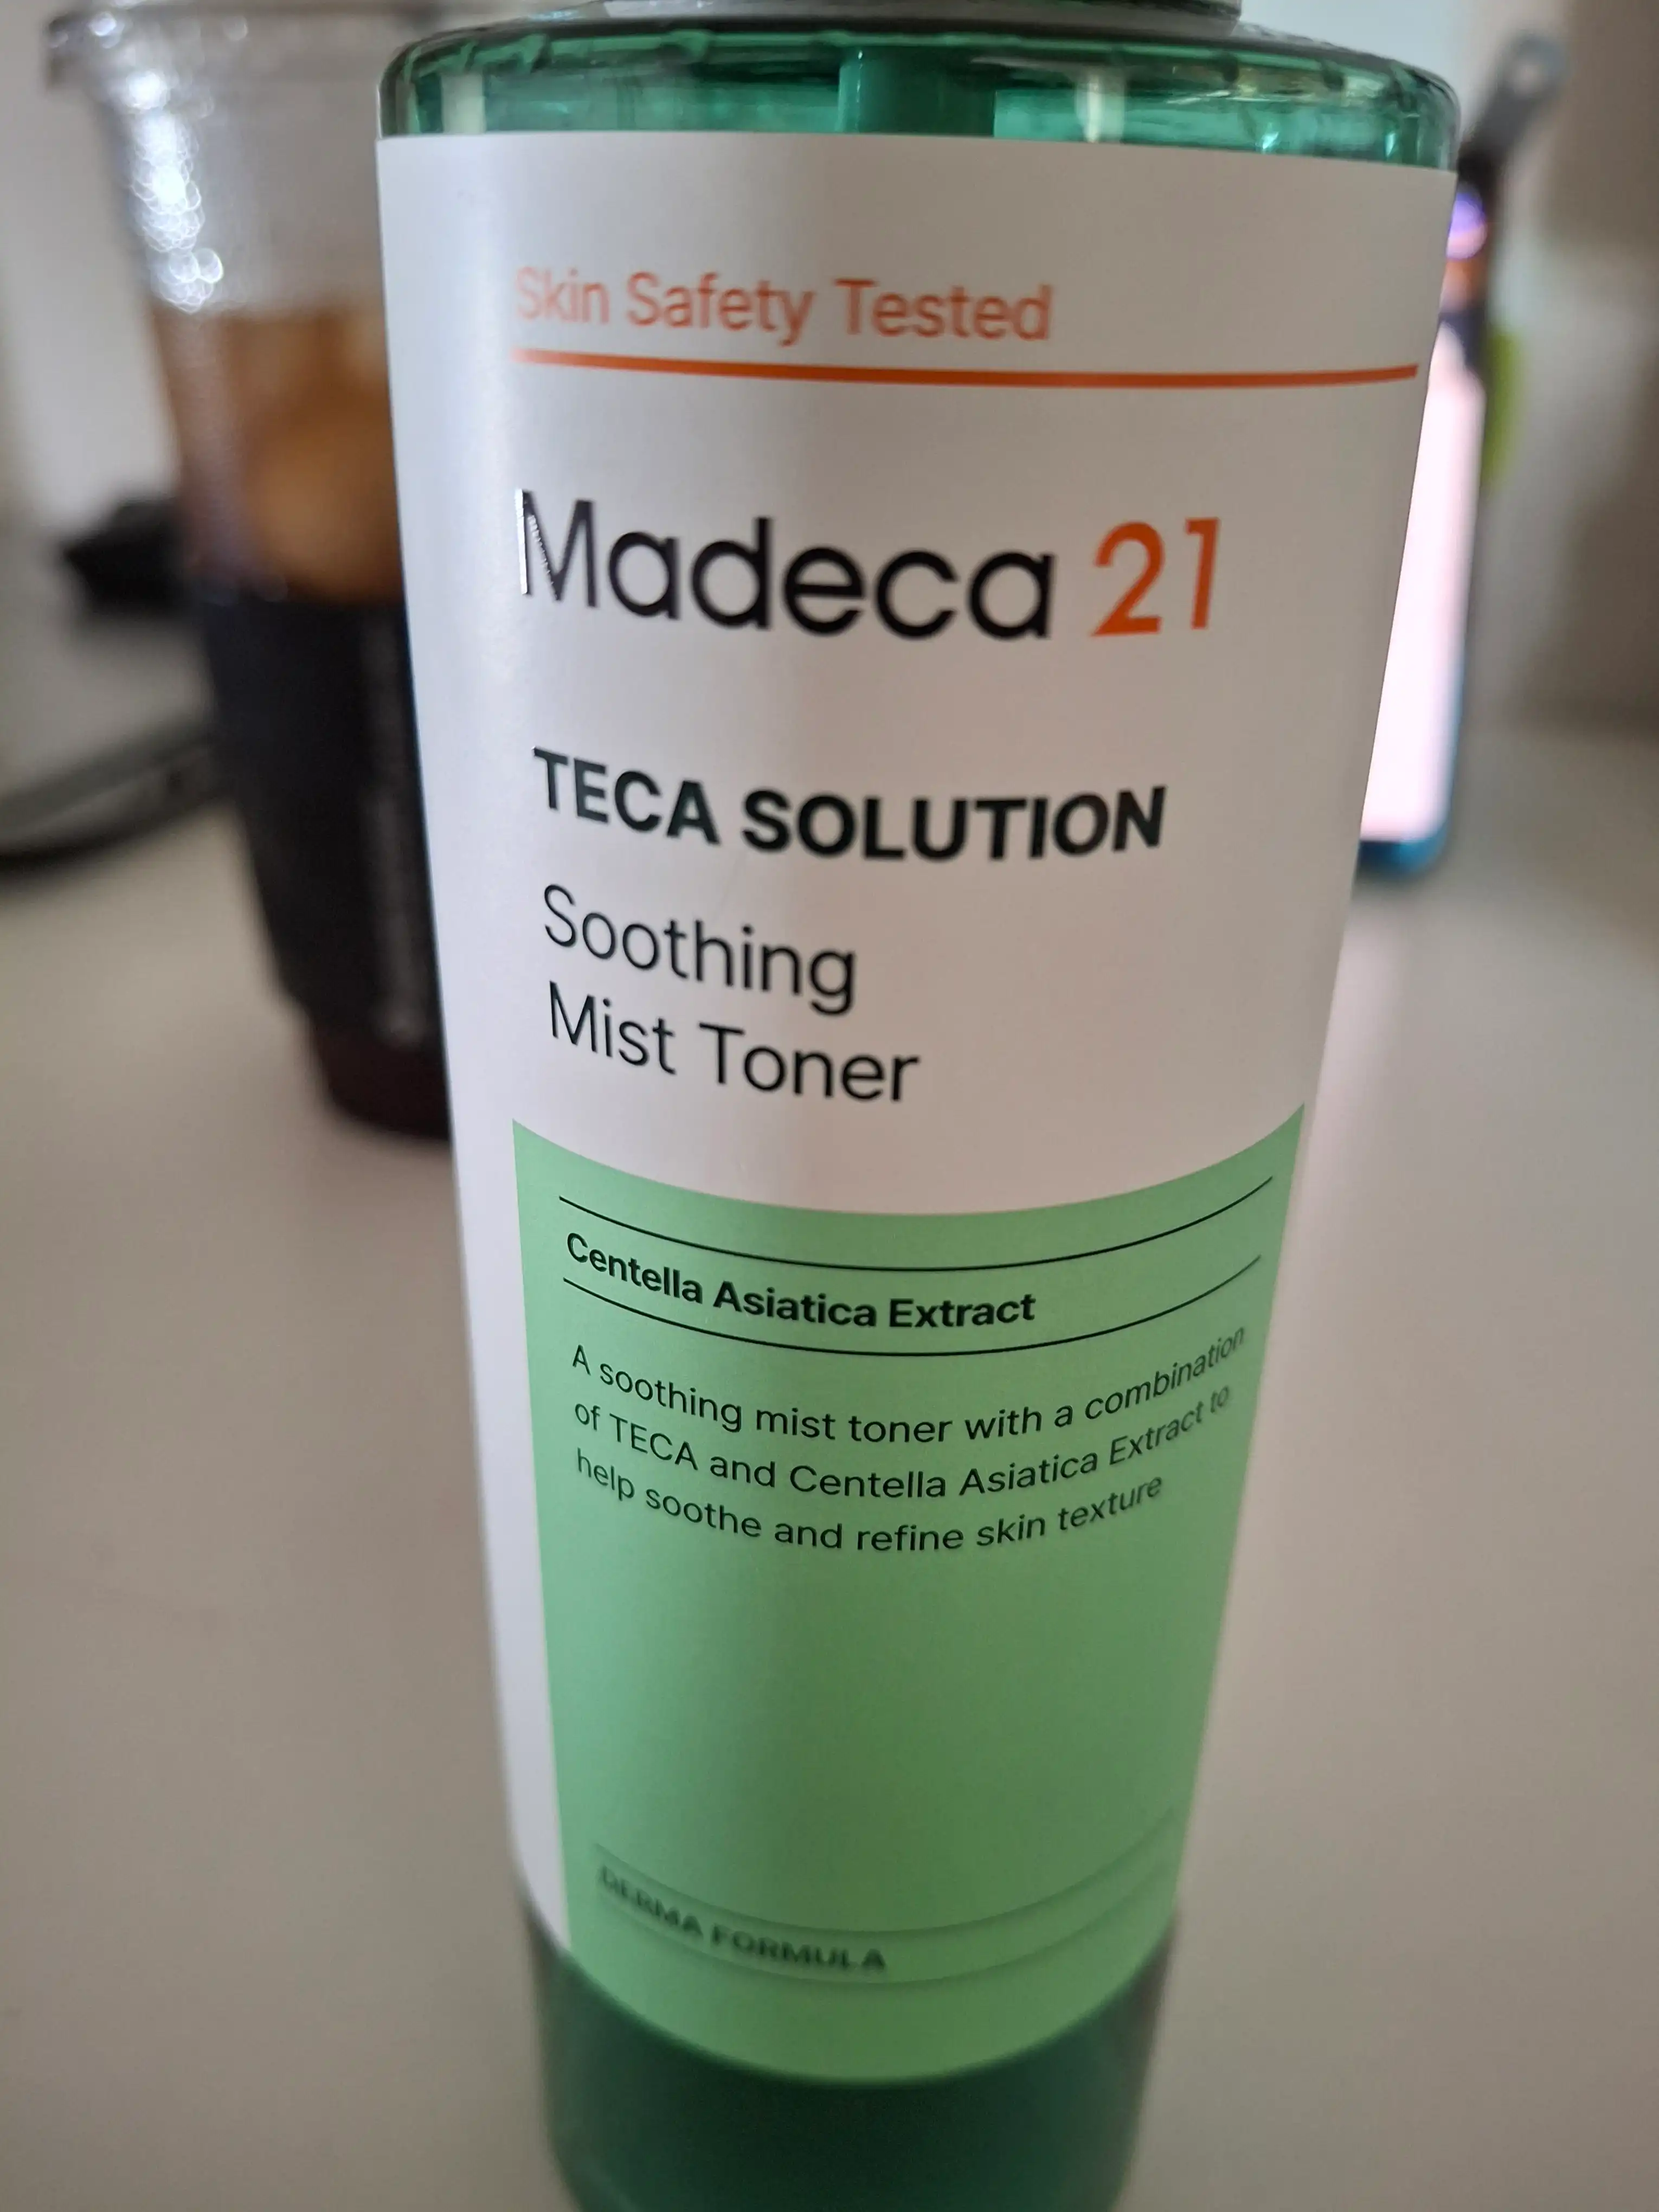 Skin Safety Tested
Madeca 21
TECA SOLUTION
Soothing
Mist Toner
Centella Asiatica Extract
A soothing mist toner with a combination
of TECA and Centella Asiatica Extract to
help soothe and refine skin texture
DERMA FORMULA